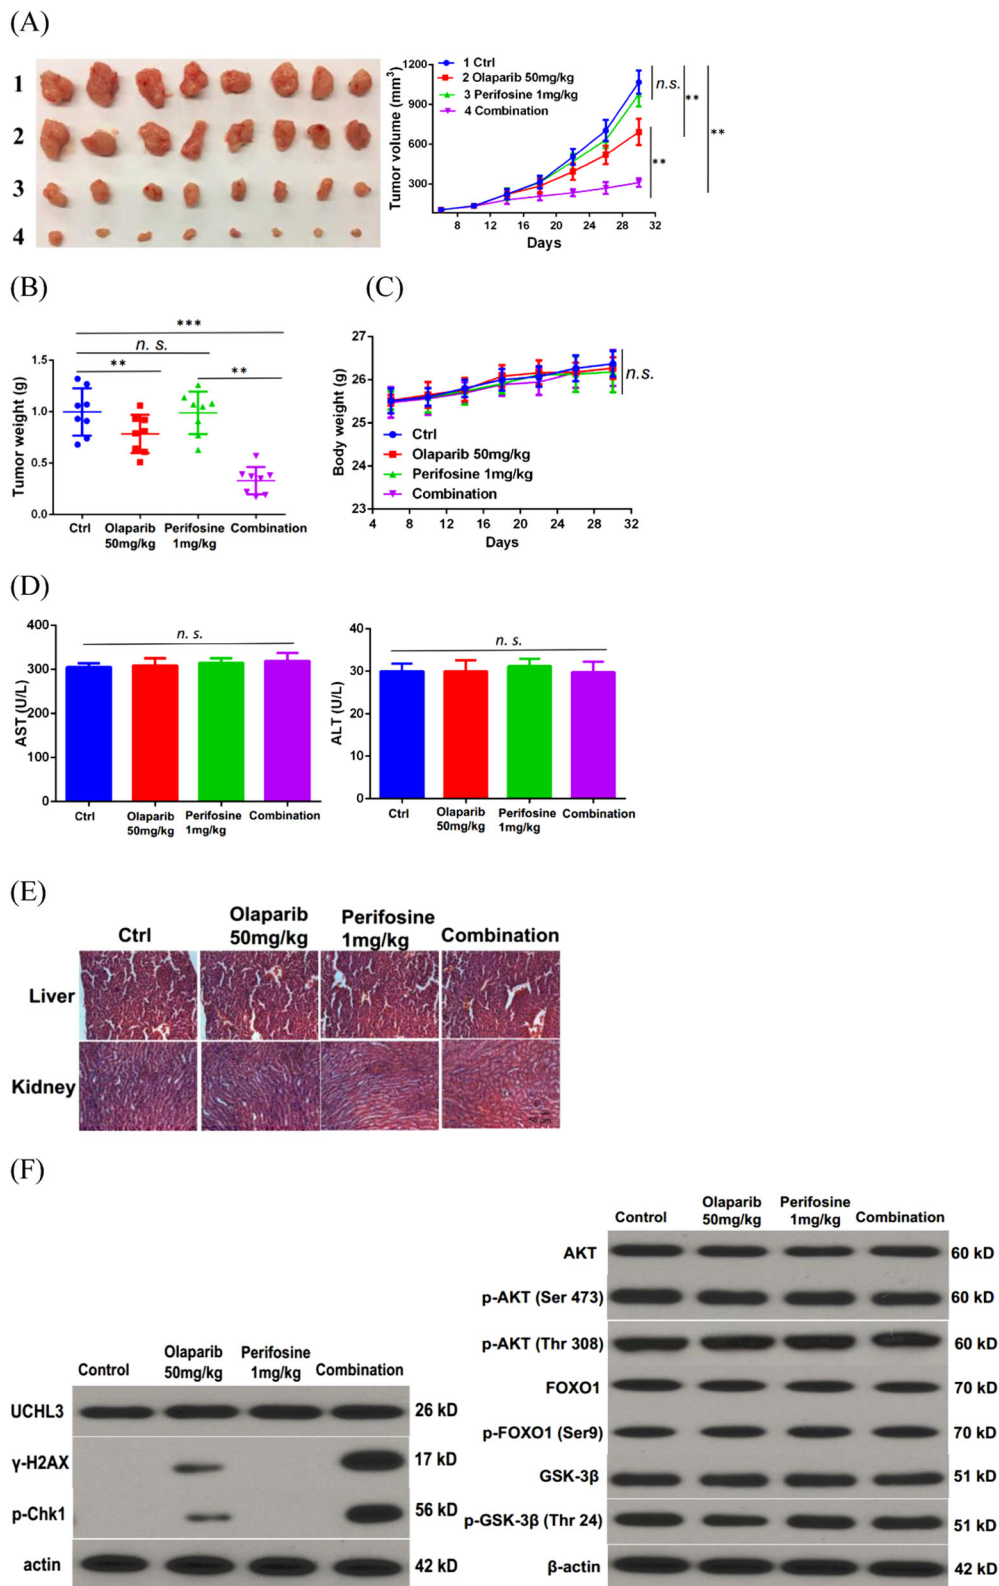 (A)
1
2
3
4
1 Ctrl
2 Olaparib 50mg/kg
3 Perifosine 1mg/kg
4 Combination
Tumor volume (mm³)
1200
900
600
300
8 12 16 20 24 28 32
Days
n.s.
**
**
**
(B)
***
n. s.
**
**
Tumor weight (g)
1.5
1.0
0.5
0.0
Ctrl
Olaparib
50mg/kg
Perifosine
1mg/kg
Combination
(C)
Body weight (g)
27
26
25
24
23
n.s.
Ctrl
Olaparib 50mg/kg
Perifosine 1mg/kg
Combination
4 8 12 16 20 24 28 32
Days
(D)
AST (U/L)
400
300
200
100
0
n. s.
Ctrl
Olaparib
50mg/kg
Perifosine
1mg/kg
Combination
ALT (U/L)
40
30
20
10
0
n. s.
Ctrl
Olaparib
50mg/kg
Perifosine
1mg/kg
Combination
(E)
Ctrl
Olaparib
50mg/kg
Perifosine
1mg/kg
Combination
Liver
Kidney
(F)
Control
Olaparib
50mg/kg
Perifosine
1mg/kg
Combination
UCHL3 26 kD
γ-H2AX 17 kD
p-Chk1 56 kD
actin 42 kD
Control
Olaparib
50mg/kg
Perifosine
1mg/kg
Combination
AKT 60 kD
p-AKT (Ser 473) 60 kD
p-AKT (Thr 308) 60 kD
FOXO1 70 kD
p-FOXO1 (Ser9) 70 kD
GSK-3β 51 kD
p-GSK-3β (Thr 24) 51 kD
β-actin 42 kD